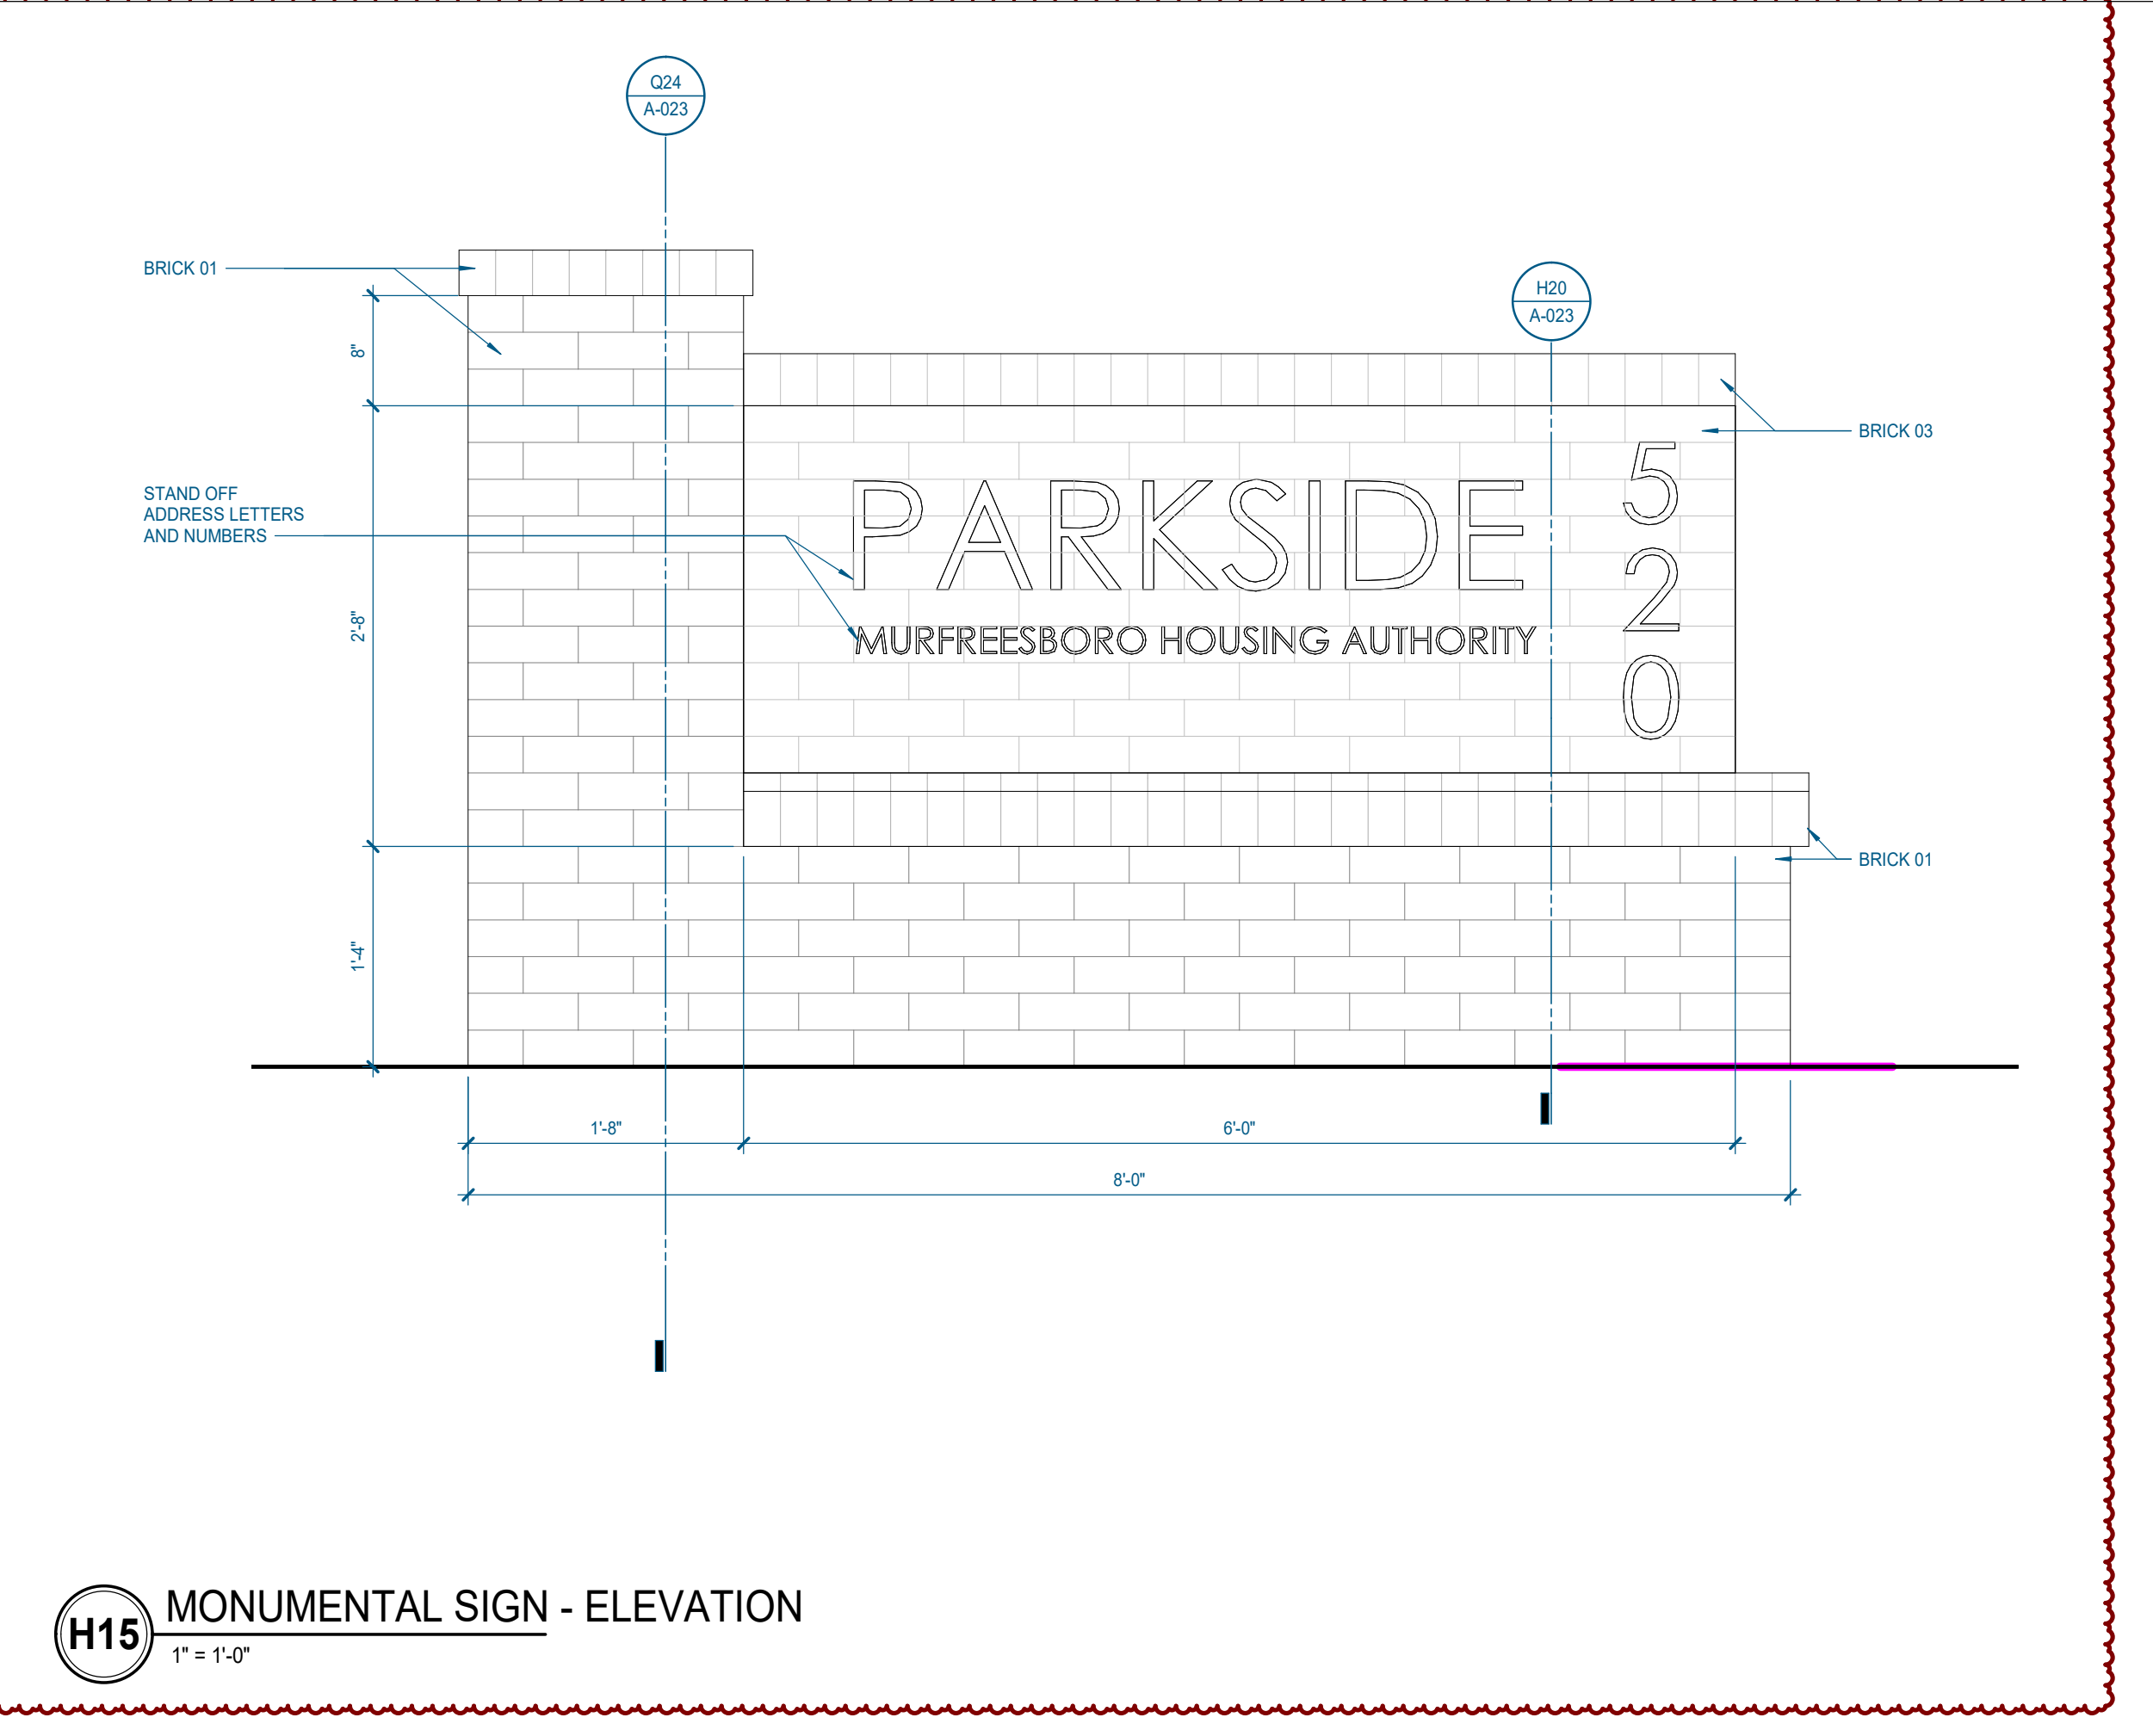 Q24
A-023
BRICK 01
H20
A-023
8"
BRICK 03
STAND OFF
ADDRESS LETTERS
AND NUMBERS
PARKSIDE
MURFREESBORO HOUSING AUTHORITY
5
2
0
2'-8"
BRICK 01
1'-4"
1'-8"
6'-0"
8'-0"
H15
MONUMENTAL SIGN - ELEVATION
1" = 1'-0"